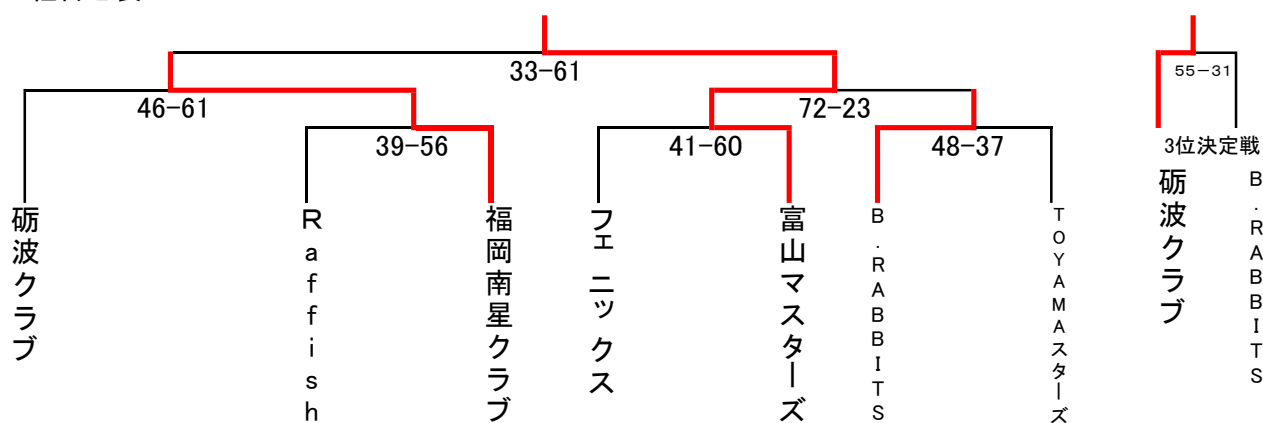 33-61
55-31
46-61
72-23
39-56
41-60
48-37
3位決定戦
砺波クラブ
Raffish
福岡南星クラブ
フェニックス
富山マスターズ
B.RABBITS
TOYAMAスターズ
砺波クラブ
B.RABBITS